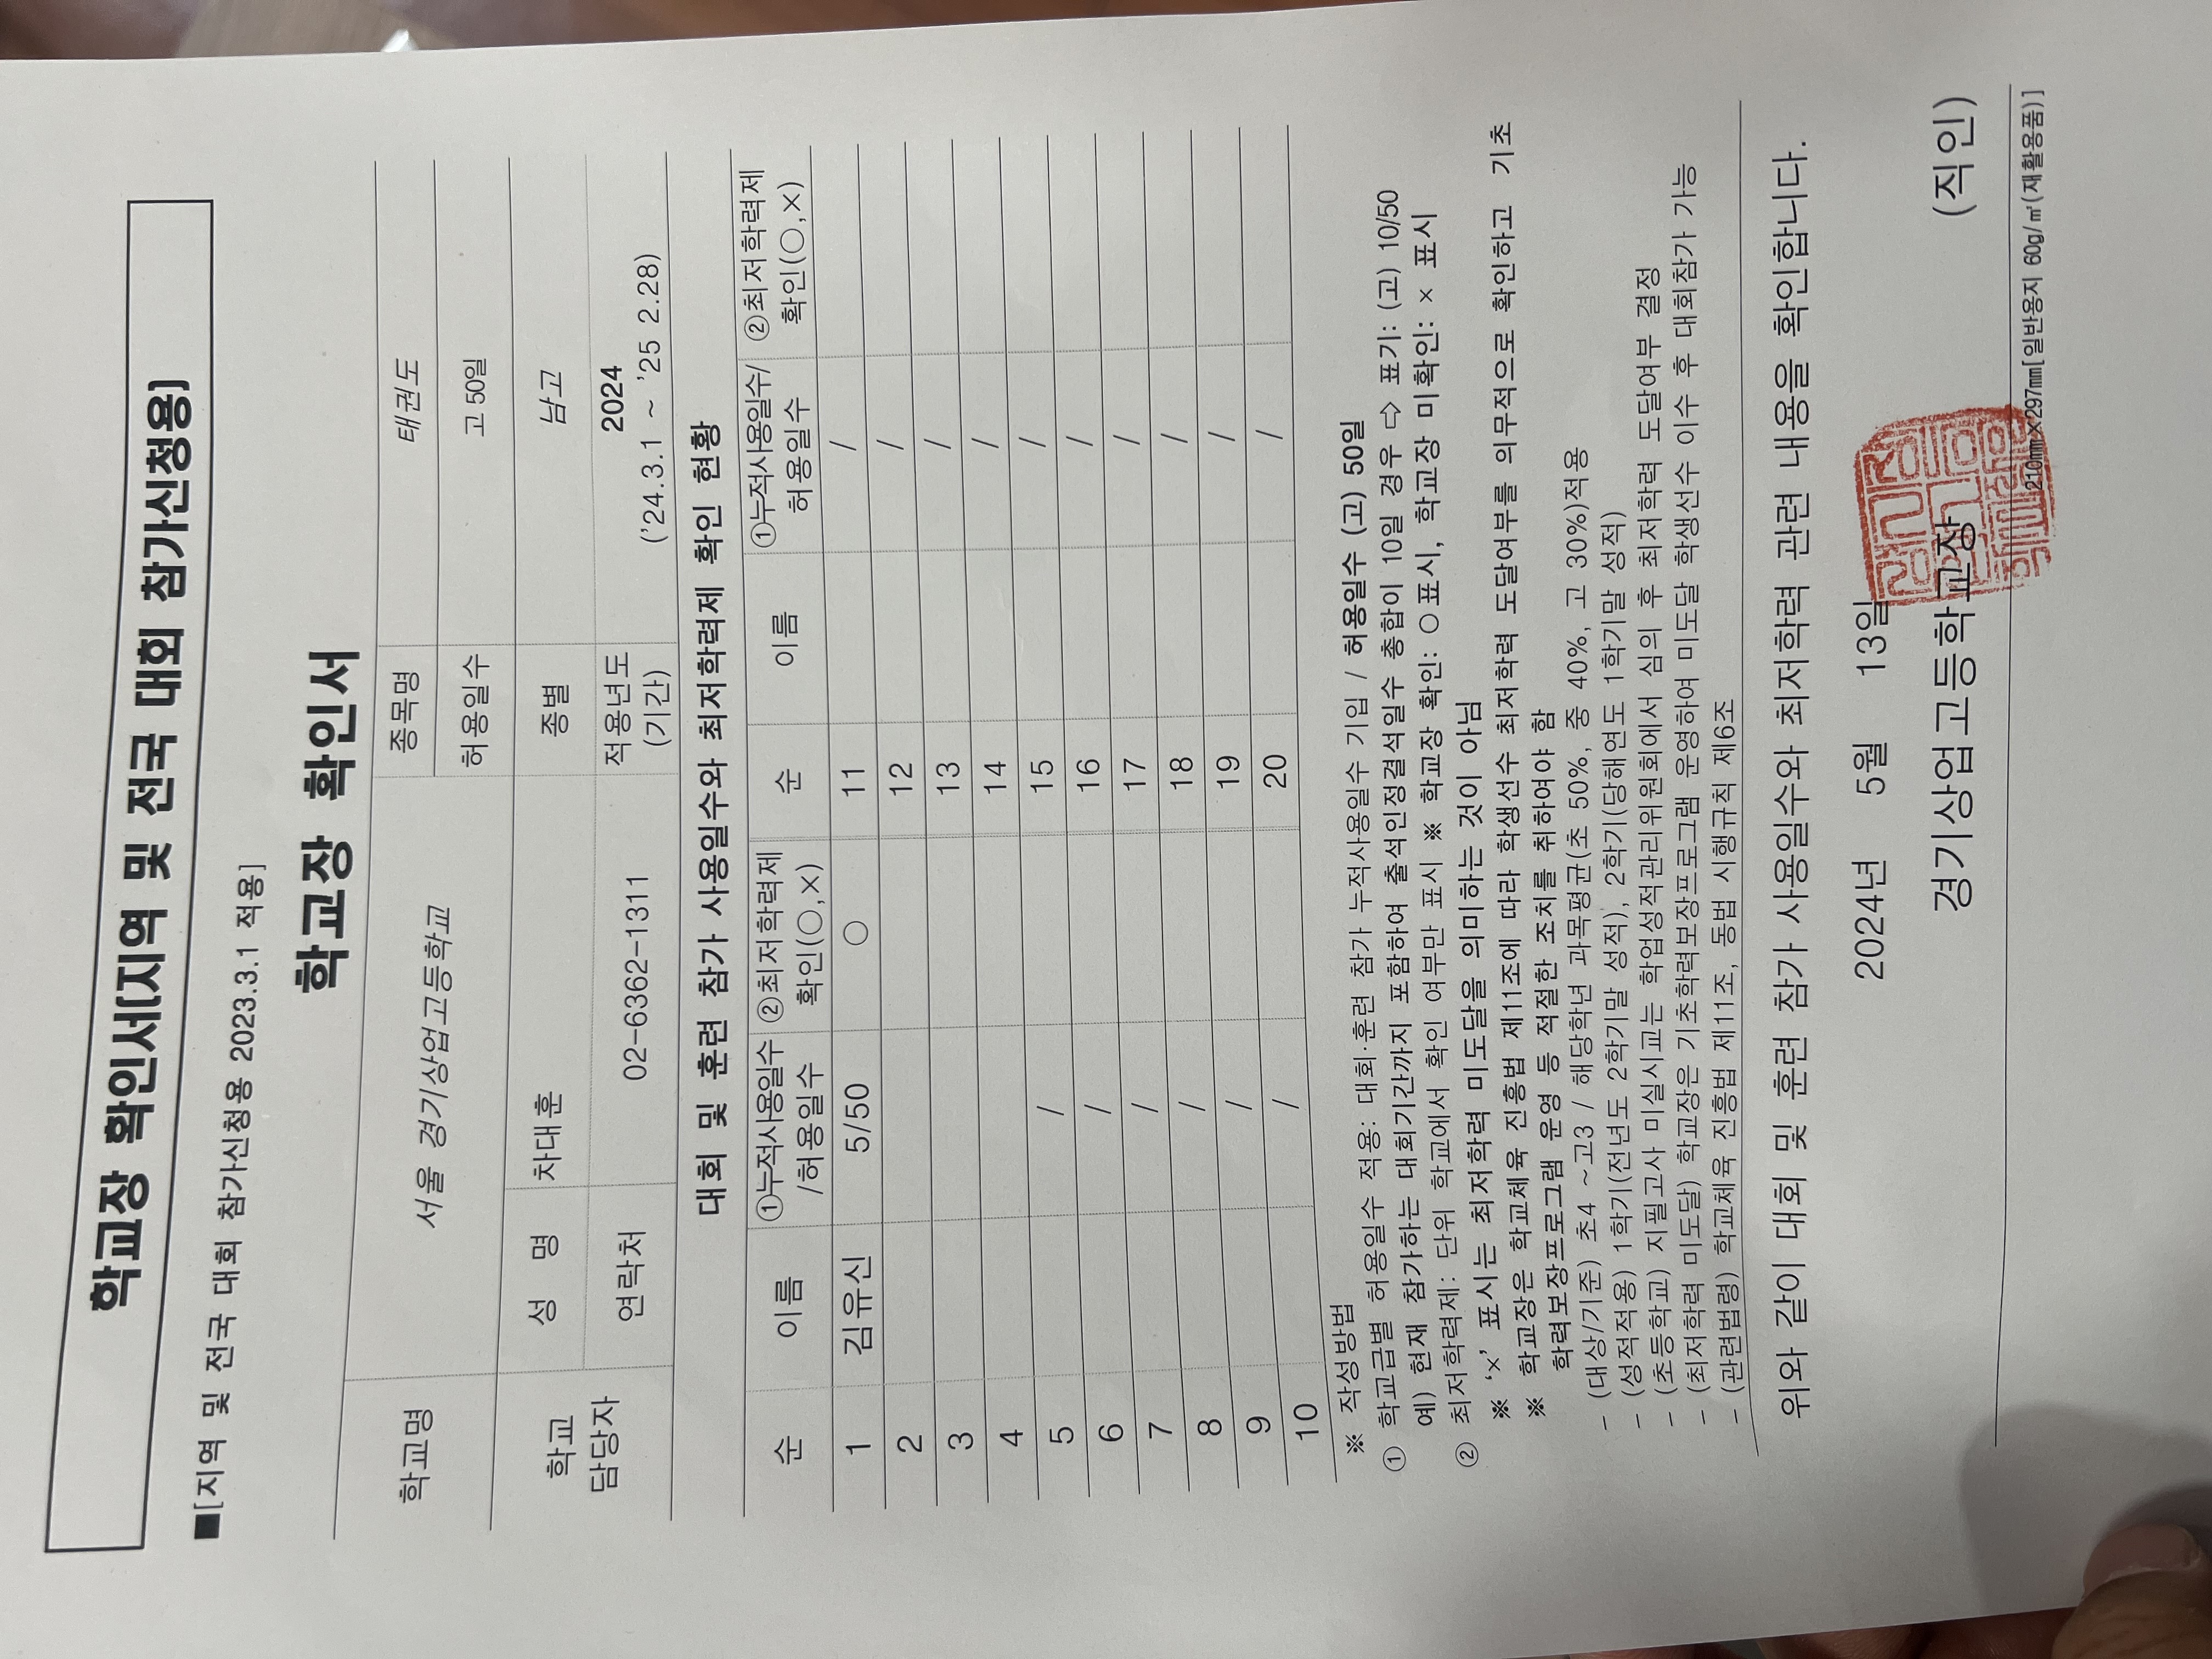 학교장 확인서(지역 및 전국 대회 참가신청용)
■[지역 및 전국 대회 참가신청용 2023.3.1 적용]
학교장 확인서
학교명 서울 경기상업고등학교 종목명 태권도
허용일수 고 50일
학교 담당자 성 명 차대훈 종별 남고
연락처 02-6362-1311 적용년도 (기간) 2024
('24.3.1 ~ '25 2.28)
대회 및 훈련 참가 사용일수와 최저학력제 확인 현황
순 이름 ①누적사용일수 /허용일수 ②최저학력제 확인(○,×) 순 이름 ①누적사용일수/ 허용일수 ②최저학력제 확인(○,×)
1 김유신 5/50 ○ 11 /
2 12 /
3 13 /
4 14 /
5 / 15 /
6 / 16 /
7 / 17 /
8 / 18 /
9 / 19 /
10 / 20 /
※ 작성방법
① 학교급별 허용일수 적용: 대회·훈련 참가 누적사용일수 기입 / 허용일수 (고) 50일
예) 현재 참가하는 대회기간까지 포함하여 출석인정결석일수 총합이 10일 경우 ⇨ 표기: (고) 10/50
② 최저학력제: 단위 학교에서 확인 여부만 표시 ※ 학교장 확인: ○표시, 학교장 미확인: × 표시
※ '×' 표시는 최저학력 미도달을 의미하는 것이 아님
※ 학교장은 학교체육 진흥법 제11조에 따라 학생선수 최저학력 도달여부를 의무적으로 확인하고 기초
학력보장프로그램 운영 등 적절한 조치를 취하여야 함
- (대상/기준) 초4 ~고3 / 해당학년 과목평균(초 50%, 중 40%, 고 30%)적용
- (성적적용) 1학기(전년도 2학기말 성적), 2학기(당해연도 1학기말 성적)
- (초등학교) 지필고사 미실시교는 학업성적관리위원회에서 심의 후 최저학력 도달여부 결정
- (최저학력 미도달) 학교장은 기초학력보장프로그램 운영하여 미도달 학생선수 이수 후 대회참가 가능
- (관련법령) 학교체육 진흥법 제11조, 동법 시행규칙 제6조
위와 같이 대회 및 훈련 참가 사용일수와 최저학력 관련 내용을 확인합니다.
2024년 5월 13일
경기상업고등학교장 (직인)
210㎜×297㎜[일반용지 60g/㎡(재활용품)]